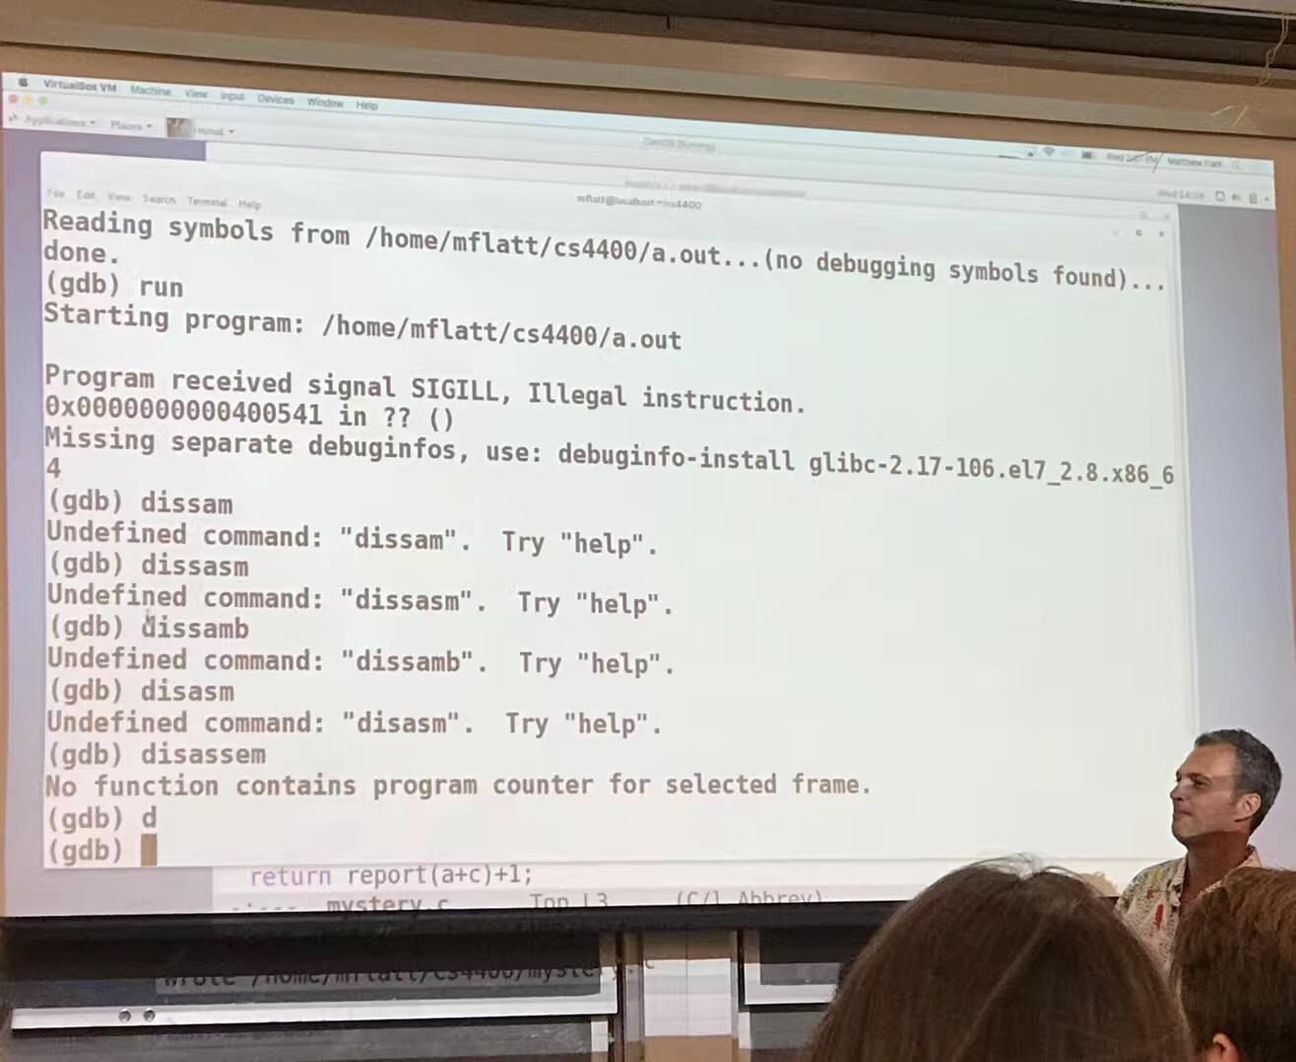 VirtualBox VM Machine View Input Devices Window Help
Applications Places
Matthew Flatt
File Edit View Search Terminal Help
mflatt@localhost:~/cs4400
Reading symbols from /home/mflatt/cs4400/a.out...(no debugging symbols found)...
done.
(gdb) run
Starting program: /home/mflatt/cs4400/a.out
Program received signal SIGILL, Illegal instruction.
0x0000000000400541 in ?? ()
Missing separate debuginfos, use: debuginfo-install glibc-2.17-106.el7_2.8.x86_6
4
(gdb) dissam
Undefined command: "dissam".  Try "help".
(gdb) dissasm
Undefined command: "dissasm".  Try "help".
(gdb) dissamb
Undefined command: "dissamb".  Try "help".
(gdb) disasm
Undefined command: "disasm".  Try "help".
(gdb) disassem
No function contains program counter for selected frame.
(gdb) d
(gdb)
return report(a+c)+1;
mystery.c Top L3 (C/l Abbrev)
Wrote /home/mflatt/cs4400/mystery.c